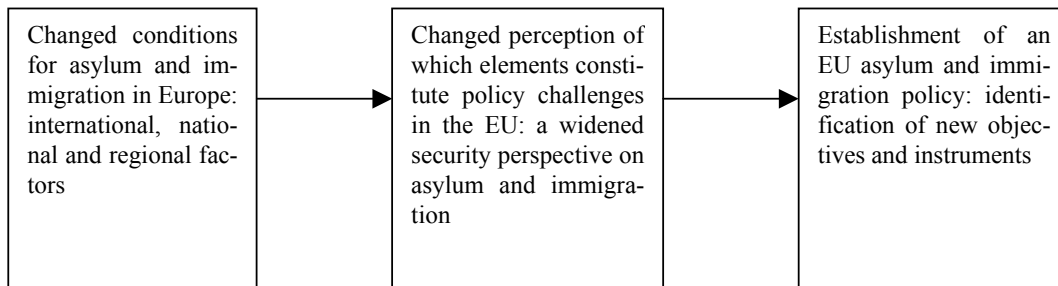 Changed conditions
for asylum and im-
migration in Europe:
international, natio-
nal and regional fac-
tors
Changed perception of
which elements consti-
tute policy challenges
in the EU: a widened
security perspective on
asylum and immigra-
tion
Establishment of an
EU asylum and immi-
gration policy: identi-
fication of new objec-
tives and instruments